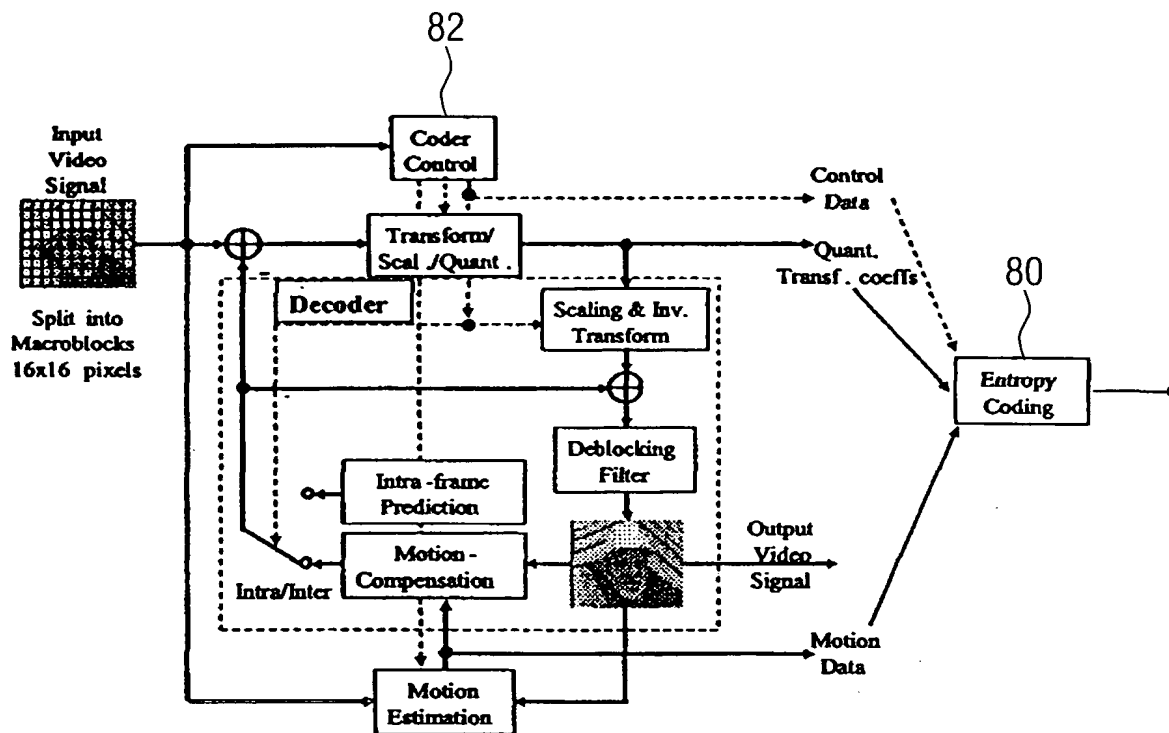 82
Input
Video
Signal
Coder
Control
Control
Data
Transform/
Scal./Quant.
Quant.
Transf. coeffs
80
Decoder
Scaling & Inv.
Transform
Split into
Macroblocks
16x16 pixels
Entropy
Coding
Deblocking
Filter
Intra-frame
Prediction
Output
Video
Signal
Motion-
Compensation
Intra/Inter
Motion
Data
Motion
Estimation